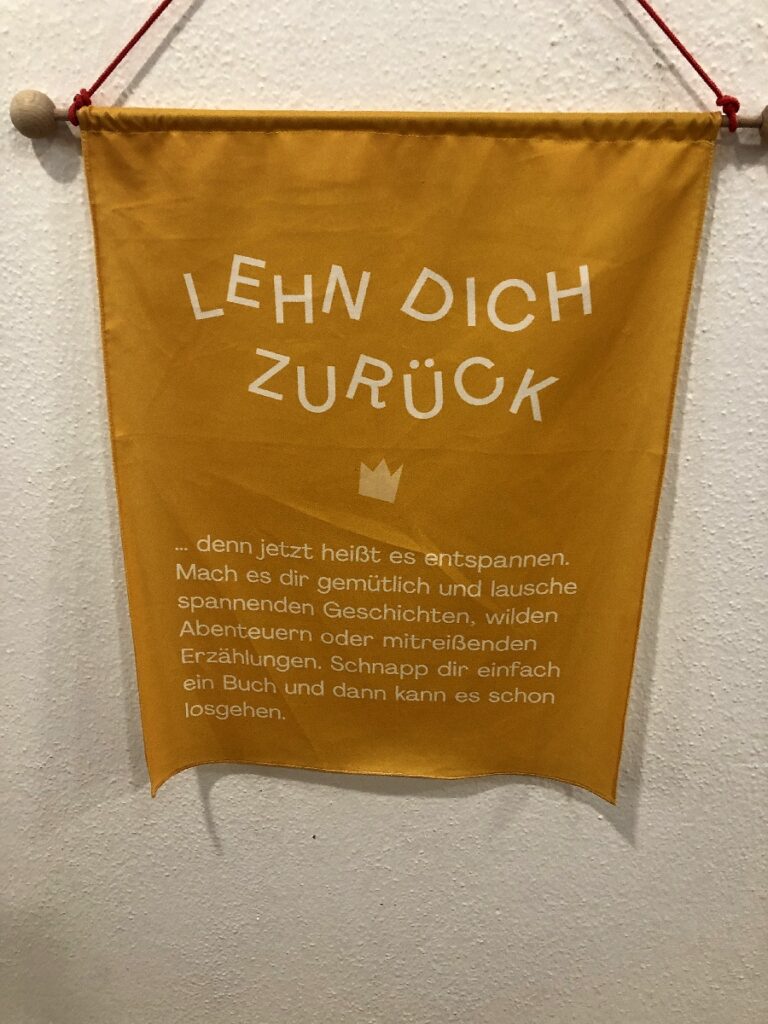 LEHN DICH
ZURÜCK
... denn jetzt heißt es entspannen.
Mach es dir gemütlich und lausche
spannenden Geschichten, wilden
Abenteuern oder mitreißenden
Erzählungen. Schnapp dir einfach
ein Buch und dann kann es schon
losgehen.